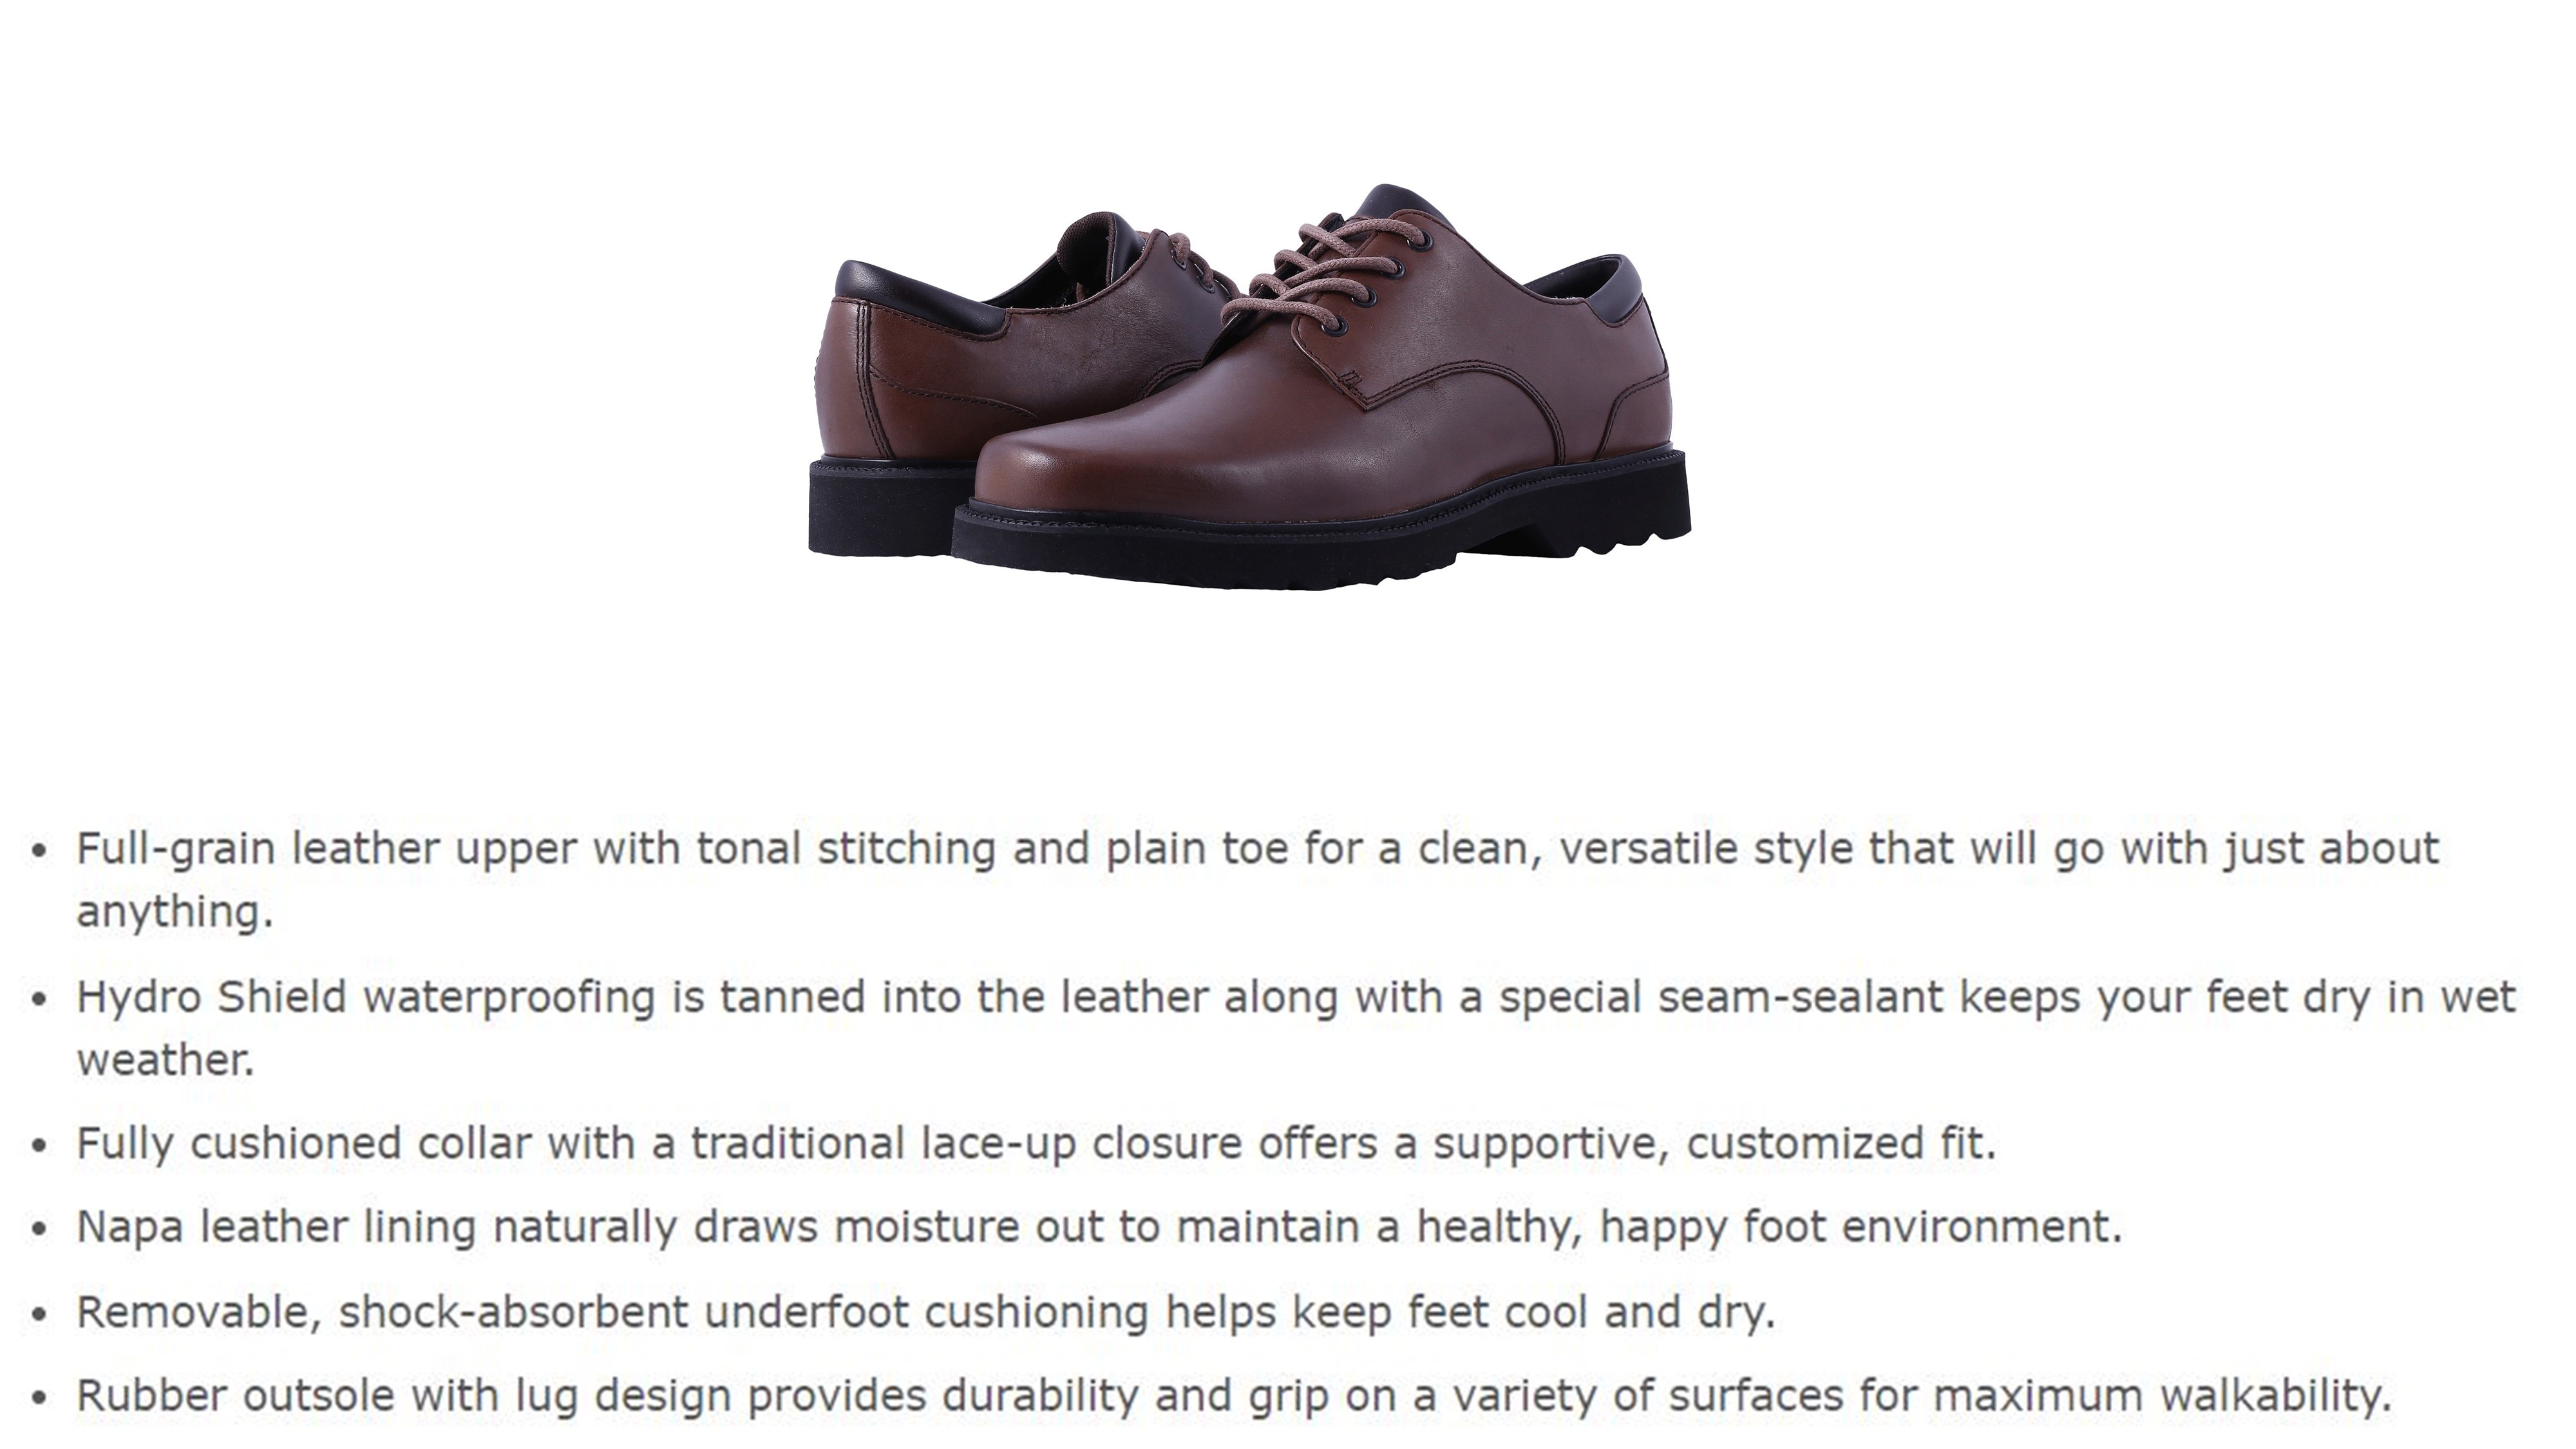 • Full-grain leather upper with tonal stitching and plain toe for a clean, versatile style that will go with just about
anything.
• Hydro Shield waterproofing is tanned into the leather along with a special seam-sealant keeps your feet dry in wet
weather.
• Fully cushioned collar with a traditional lace-up closure offers a supportive, customized fit.
• Napa leather lining naturally draws moisture out to maintain a healthy, happy foot environment.
• Removable, shock-absorbent underfoot cushioning helps keep feet cool and dry.
• Rubber outsole with lug design provides durability and grip on a variety of surfaces for maximum walkability.